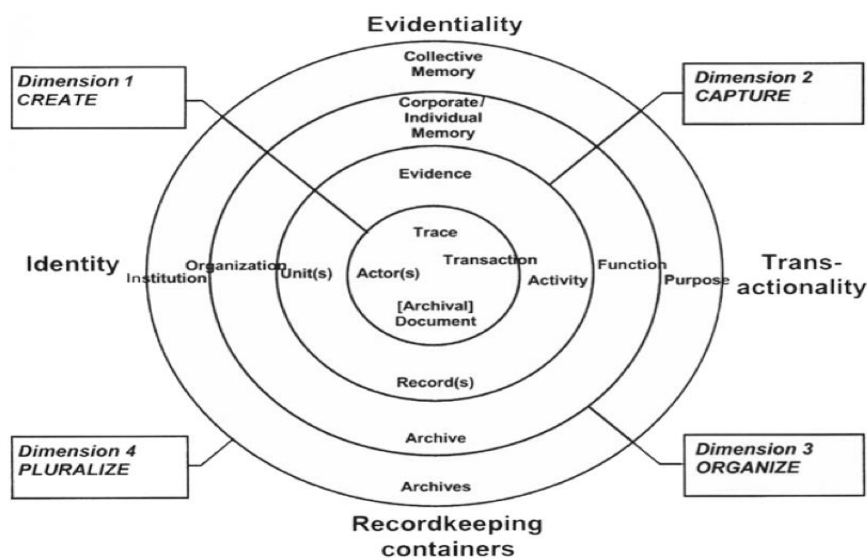 Evidentiality
Collective
Memory
Dimension 1
CREATE
Dimension 2
CAPTURE
Corporate/
Individual
Memory
Evidence
Trace
Identity
Institution
Organization
Unit(s)
Actor(s)
Transaction
Activity
Function
Purpose
Trans-
actionality
[Archival]
Document
Record(s)
Archive
Dimension 4
PLURALIZE
Dimension 3
ORGANIZE
Archives
Recordkeeping
containers